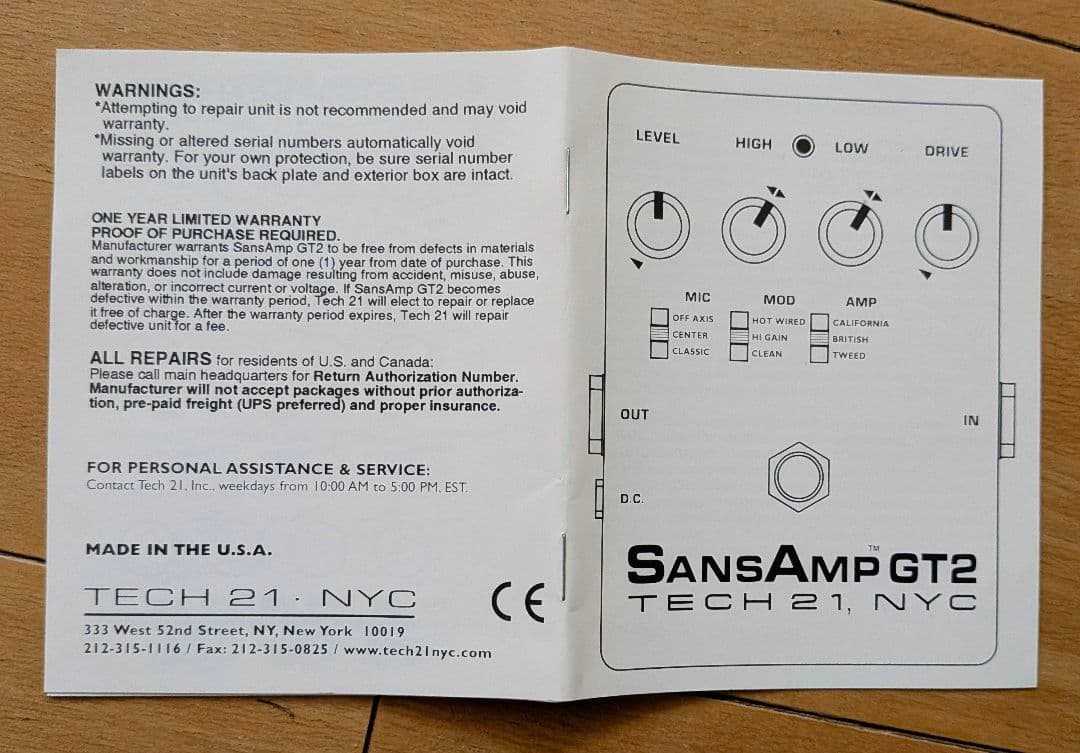 WARNINGS:
*Attempting to repair unit is not recommended and may void
warranty.
*Missing or altered serial numbers automatically void
warranty. For your own protection, be sure serial number
labels on the unit's back plate and exterior box are intact.
ONE YEAR LIMITED WARRANTY
PROOF OF PURCHASE REQUIRED.
Manufacturer warrants SansAmp GT2 to be free from defects in materials
and workmanship for a period of one (1) year from date of purchase. This
warranty does not include damage resulting from accident, misuse, abuse,
alteration, or incorrect current or voltage. If SansAmp GT2 becomes
defective within the warranty period, Tech 21 will elect to repair or replace
it free of charge. After the warranty period expires, Tech 21 will repair
defective unit for a fee.
ALL REPAIRS for residents of U.S. and Canada:
Please call main headquarters for Return Authorization Number.
Manufacturer will not accept packages without prior authoriza-
tion, pre-paid freight (UPS preferred) and proper insurance.
FOR PERSONAL ASSISTANCE & SERVICE:
Contact Tech 21, Inc., weekdays from 10:00 AM to 5:00 PM, EST.
MADE IN THE U.S.A.
TECH 21 · NYC
CE
333 West 52nd Street, NY, New York 10019
212-315-1116 / Fax: 212-315-0825 / www.tech21nyc.com
LEVEL HIGH LOW DRIVE
MIC MOD AMP
OFF AXIS HOT WIRED CALIFORNIA
CENTER HI GAIN BRITISH
CLASSIC CLEAN TWEED
OUT IN
D.C.
SANSAMP™ GT2
TECH 21, NYC